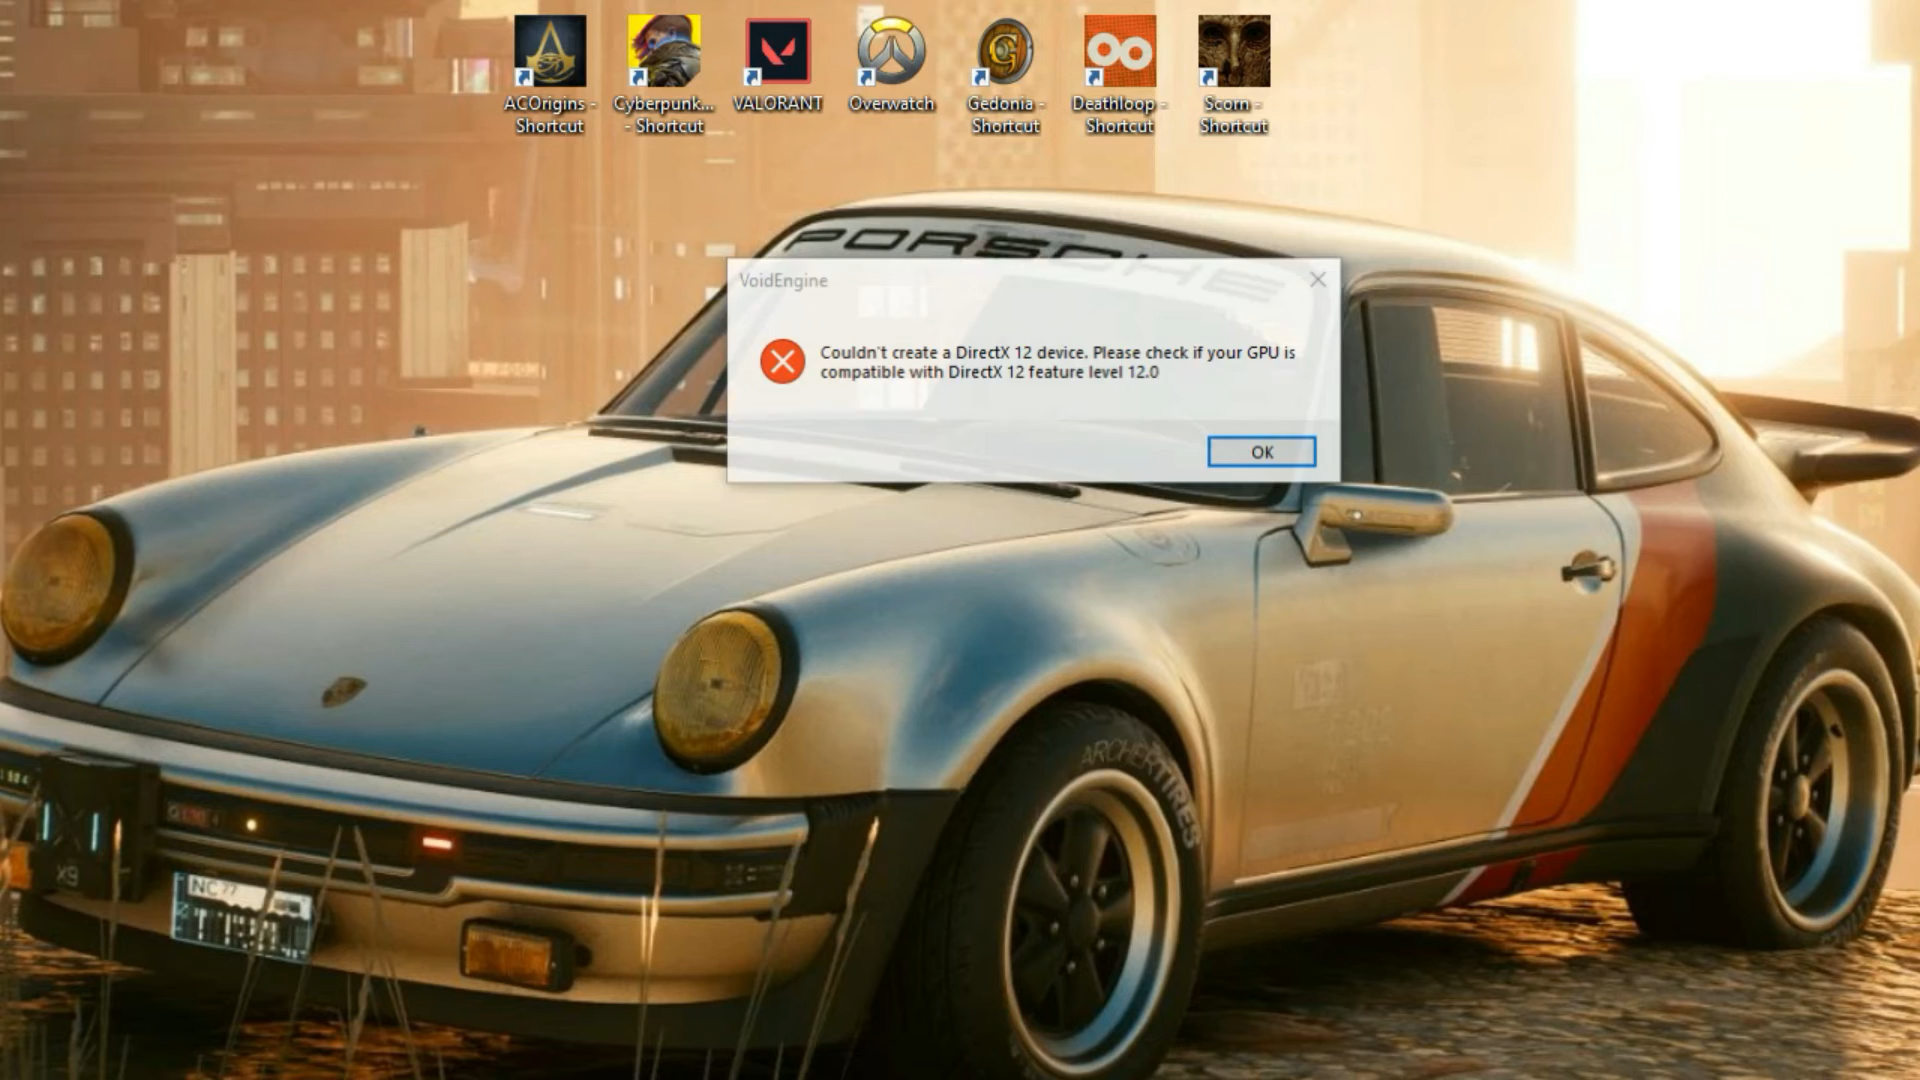 ACOrigins -
Shortcut
Cyberpunk...
- Shortcut
VALORANT
Overwatch
Gedonia -
Shortcut
Deathloop -
Shortcut
Scorn -
Shortcut
PORSCHE
VoidEngine
Couldn't create a DirectX 12 device. Please check if your GPU is
compatible with DirectX 12 feature level 12.0
OK
ARCHER TIRES
X9
NC 77